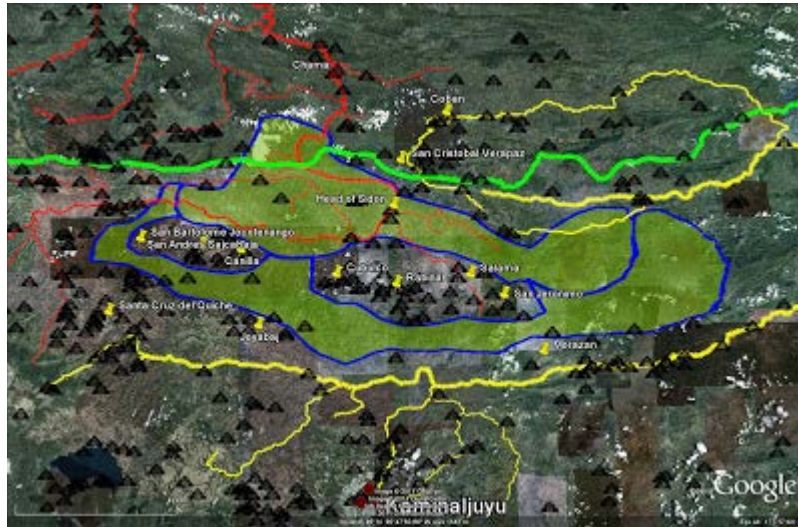 Chama
Coban
San Cristobal Verapaz
Head of Sidon
San Bartolome Jocotenango
San Andres Sajcabaja
Canilla
Cubulco
Rabinal
Salama
San Jeronimo
Santa Cruz del Quiche
Joyabaj
Morazan
Google
Kaminaljuyu